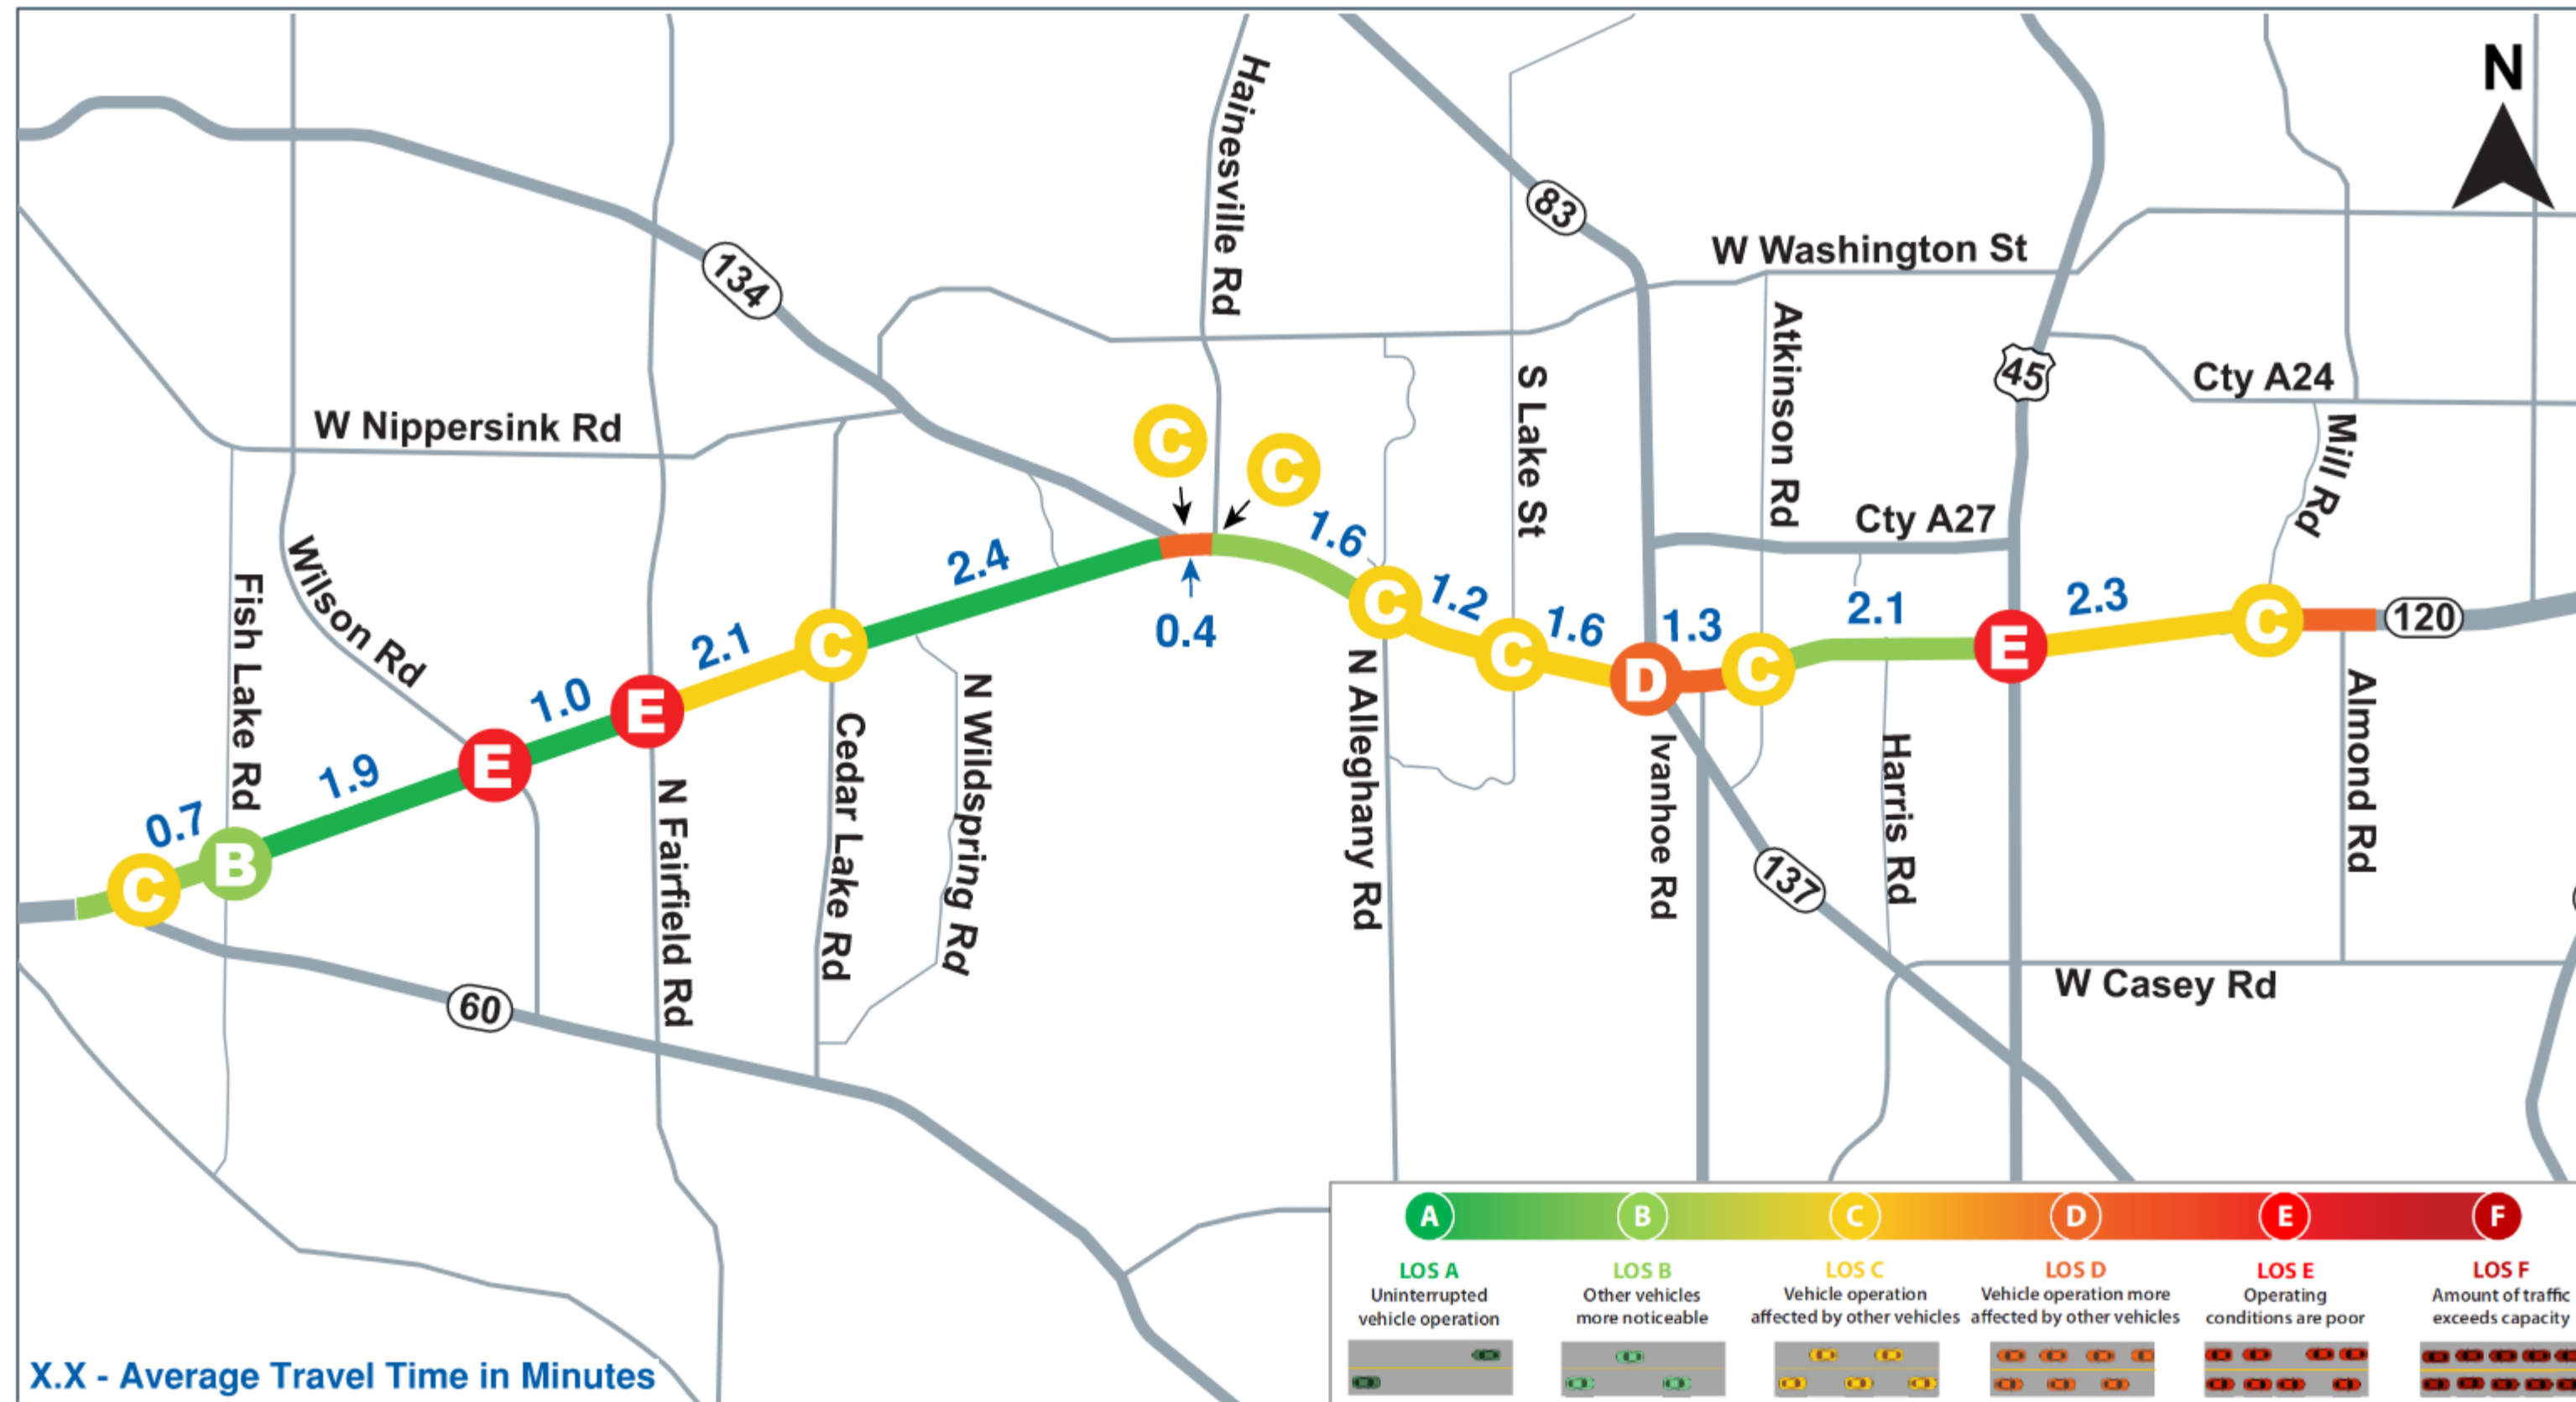 N
Hainesville Rd
83
W Washington St
134
Atkinson Rd
45
Cty A24
S Lake St
W Nippersink Rd
C
C
Mill Rd
1.6
Cty A27
Wilson Rd
2.4
Fish Lake Rd
1.2
1.6
1.3
2.1
2.3
C
C
0.4
2.1
C
C
D
C
E
C
120
1.0
E
N Wildspring Rd
N Alleghany Rd
Almond Rd
1.9
E
Cedar Lake Rd
Ivanhoe Rd
Harris Rd
0.7
N Fairfield Rd
B
C
137
60
W Casey Rd
A B C D E F
LOS A
Uninterrupted
vehicle operation
LOS B
Other vehicles
more noticeable
LOS C
Vehicle operation
affected by other vehicles
LOS D
Vehicle operation more
affected by other vehicles
LOS E
Operating
conditions are poor
LOS F
Amount of traffic
exceeds capacity
X.X - Average Travel Time in Minutes